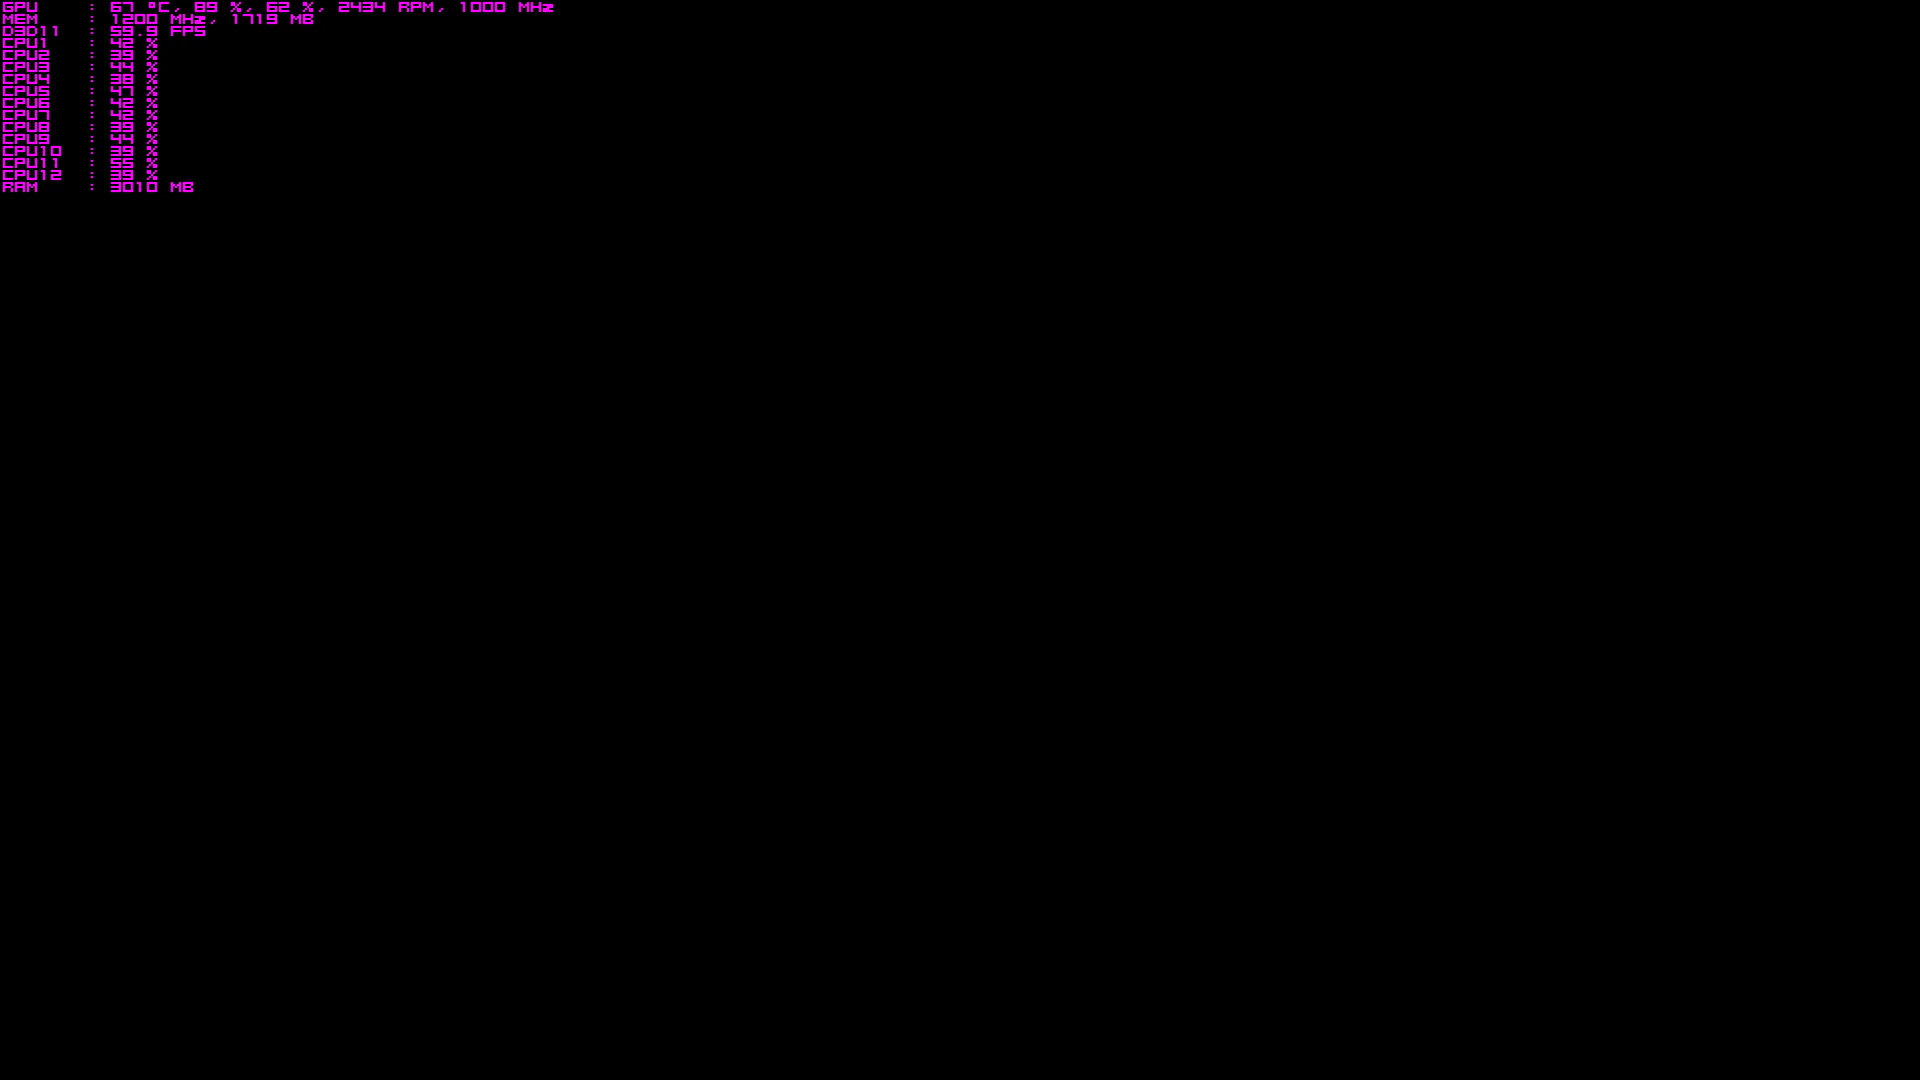 GPU : 67 °C, 89 %, 62 %, 2434 RPM, 1000 MHz
MEM : 1200 MHz, 1719 MB
D3D11 : 59.9 FPS
CPU1 : 42 %
CPU2 : 39 %
CPU3 : 44 %
CPU4 : 38 %
CPU5 : 47 %
CPU6 : 42 %
CPU7 : 42 %
CPU8 : 39 %
CPU9 : 44 %
CPU10 : 39 %
CPU11 : 55 %
CPU12 : 39 %
RAM : 3010 MB